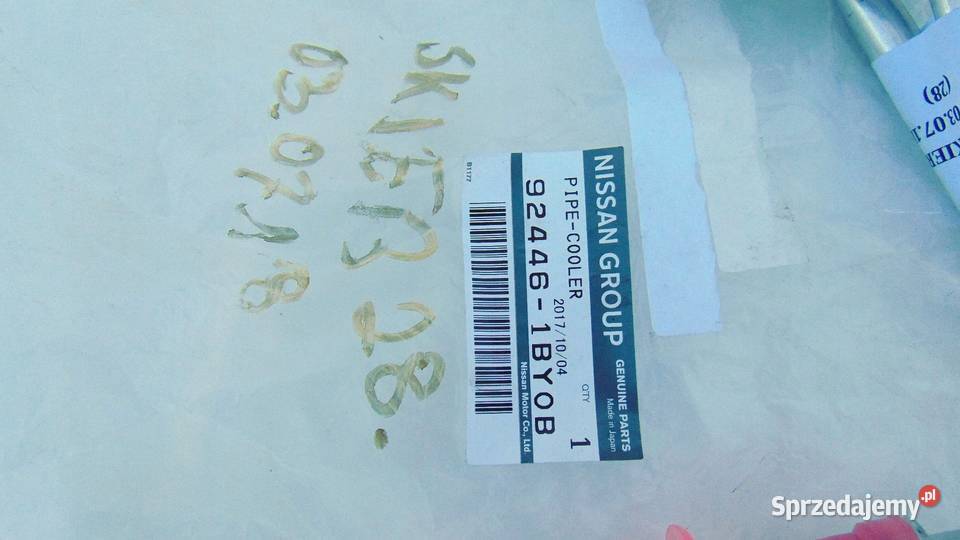 NISSAN GROUP
GENUINE PARTS
Made in Japan
PIPE-COOLER
2017/10/04
QTY
1
92446-1BY0B
Nissan Motor Co., Ltd.
B1177
28.
03.07.18
03.07.1
(28)
Sprzedajemy.pl